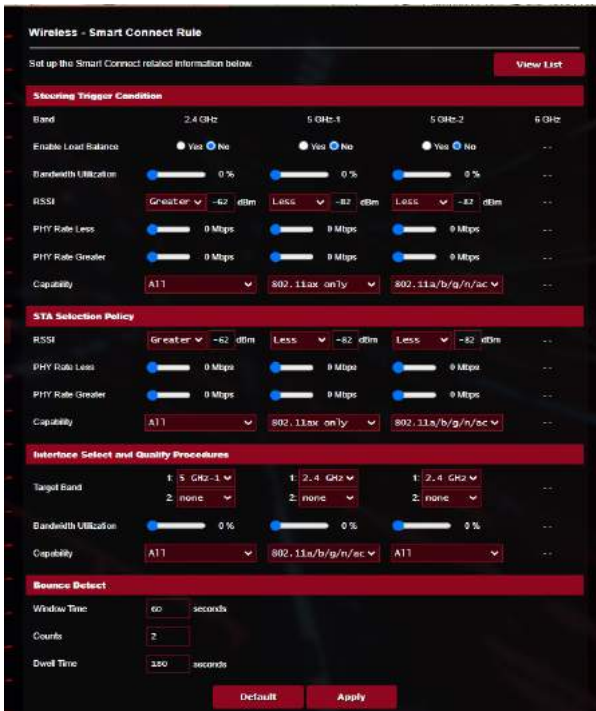 Wireless - Smart Connect Rule
Set up the Smart Connect related information below.
View List
Steering Trigger Condition
Band 2.4 GHz 5 GHz-1 5 GHz-2 6 GHz
Enable Load Balance Yes No Yes No Yes No --
Bandwidth Utilization 0 % 0 % 0 % --
RSSI Greater -62 dBm Less -82 dBm Less -82 dBm --
PHY Rate Less 0 Mbps 0 Mbps 0 Mbps --
PHY Rate Greater 0 Mbps 0 Mbps 0 Mbps --
Capability All 802.11ax only 802.11a/b/g/n/ac --
STA Selection Policy
RSSI Greater -62 dBm Less -82 dBm Less -82 dBm --
PHY Rate Less 0 Mbps 0 Mbps 0 Mbps --
PHY Rate Greater 0 Mbps 0 Mbps 0 Mbps --
Capability All 802.11ax only 802.11a/b/g/n/ac --
Interface Select and Qualify Procedures
Target Band 1: 5 GHz-1 1: 2.4 GHz 1: 2.4 GHz --
2: none 2: none 2: none
Bandwidth Utilization 0 % 0 % 0 % --
Capability All 802.11a/b/g/n/ac All --
Bounce Detect
Window Time 60 seconds
Counts 2
Dwell Time 180 seconds
Default Apply